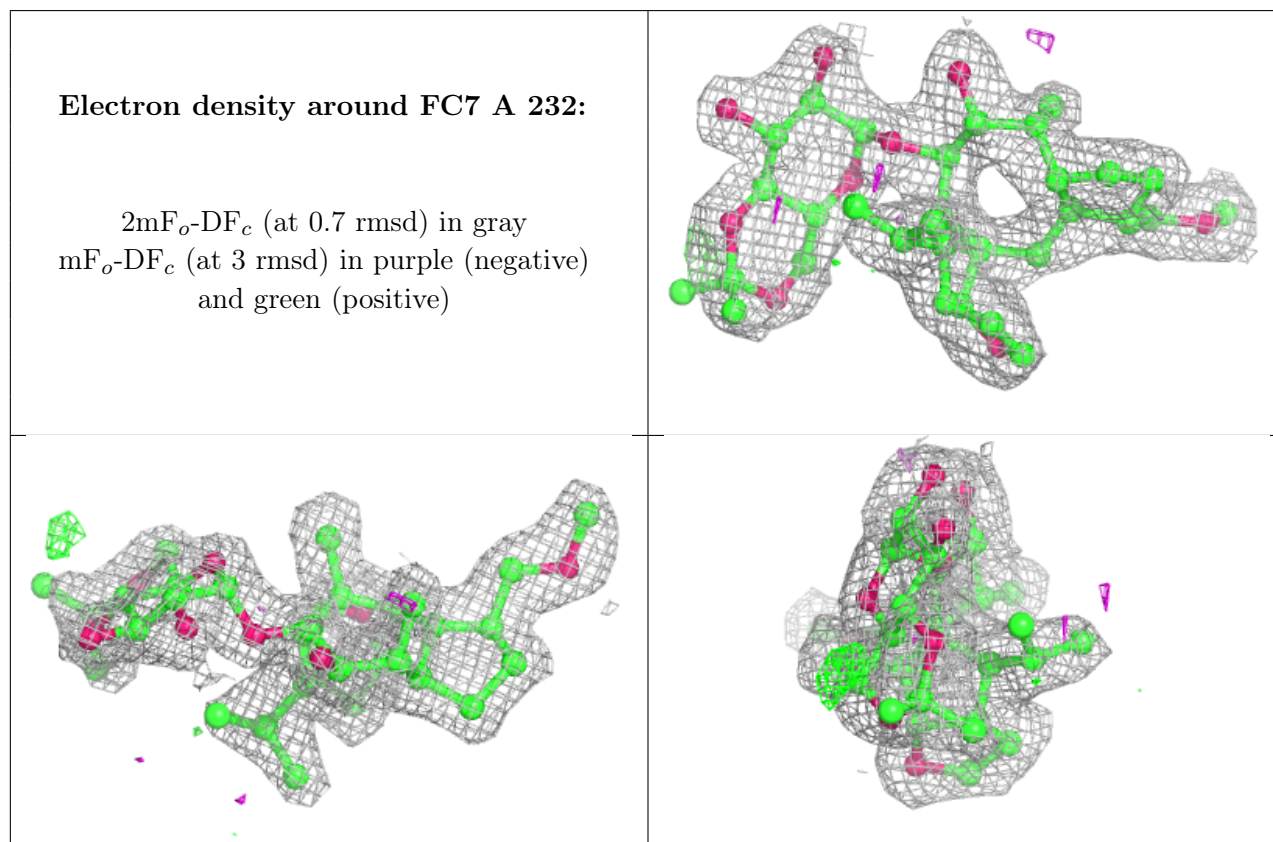 Electron density around FC7 A 232:
2mFo-DFc (at 0.7 rmsd) in gray
mFo-DFc (at 3 rmsd) in purple (negative)
and green (positive)